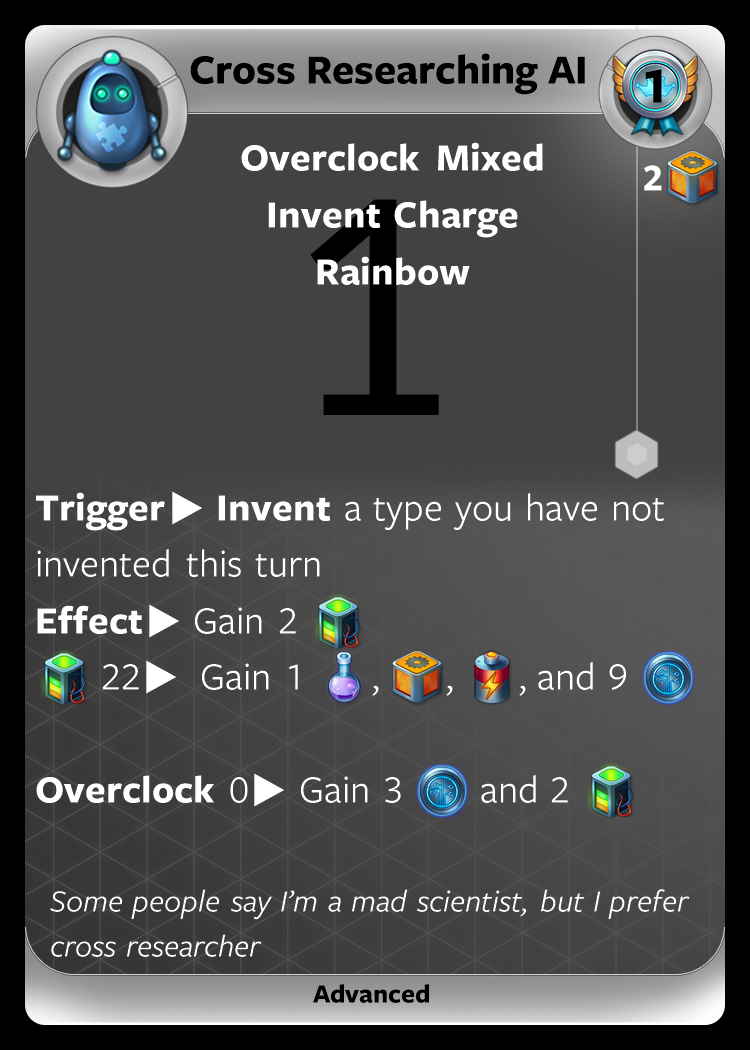 Cross Researching AI
1
2
Overclock Mixed
Invent Charge
Rainbow
1
Trigger▶ Invent a type you have not
invented this turn
Effect▶ Gain 2
22▶ Gain 1 , , , and 9
Overclock 0▶ Gain 3 and 2
Some people say I'm a mad scientist, but I prefer
cross researcher
Advanced